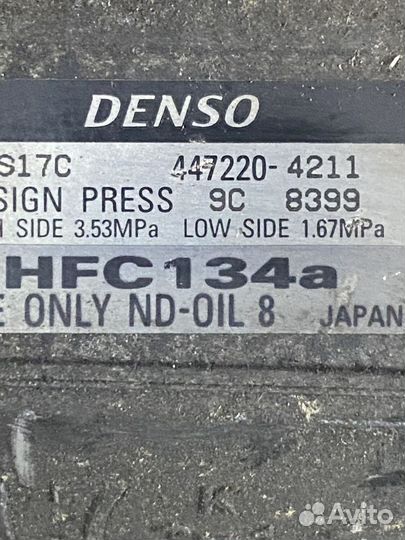 DENSO
S17C 447220-4211
SIGN PRESS 9C 8399
SIDE 3.53MPa LOW SIDE 1.67MPa
HFC134a
E ONLY ND-OIL 8 JAPAN
Avito